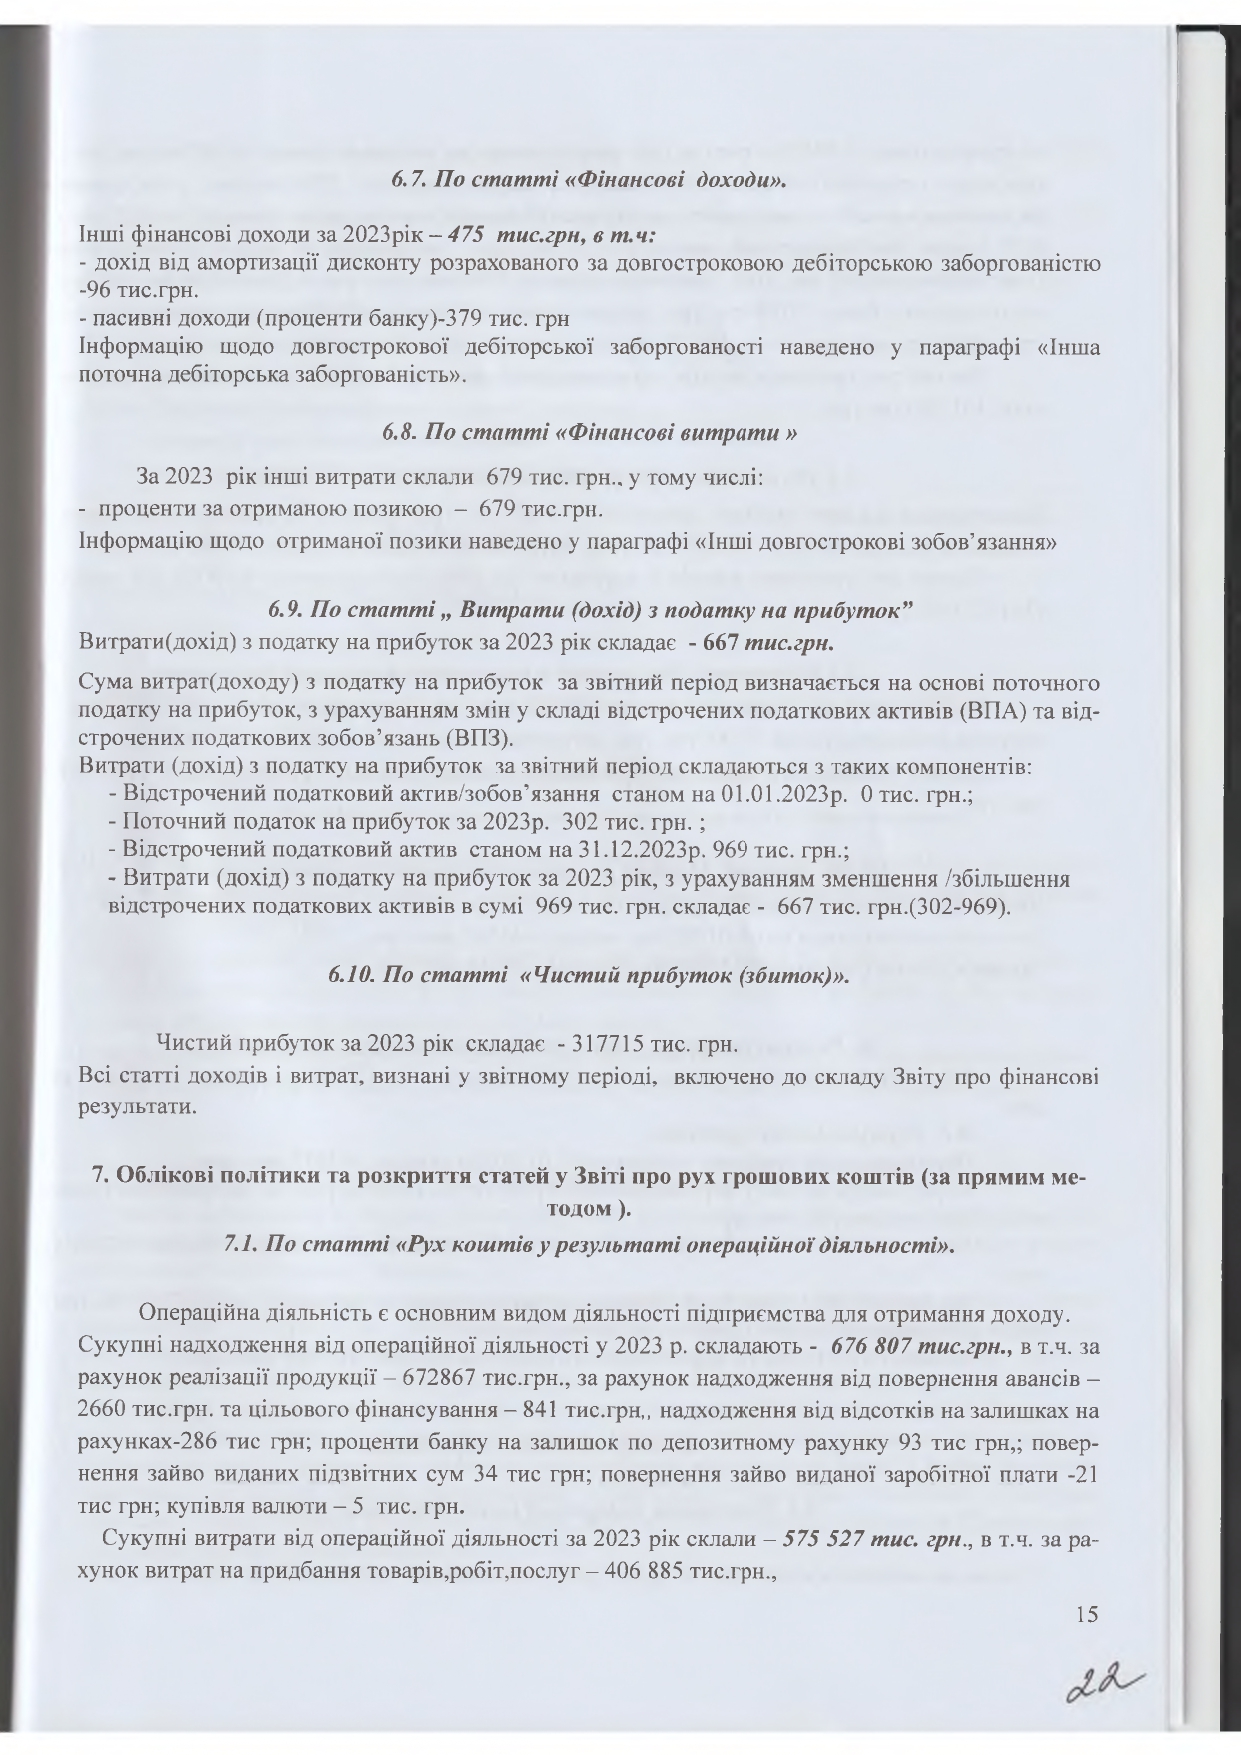 6.7. По статті «Фінансові доходи».
Інші фінансові доходи за 2023рік – 475 тис.грн, в т.ч:
- дохід від амортизації дисконту розрахованого за довгостроковою дебіторською заборгованістю
-96 тис.грн.
- пасивні доходи (проценти банку)-379 тис. грн
Інформацію щодо довгострокової дебіторської заборгованості наведено у параграфі «Інша
поточна дебіторська заборгованість».
6.8. По статті «Фінансові витрати »
За 2023 рік інші витрати склали 679 тис. грн., у тому числі:
- проценти за отриманою позикою – 679 тис.грн.
Інформацію щодо отриманої позики наведено у параграфі «Інші довгострокові зобов’язання»
6.9. По статті „ Витрати (дохід) з податку на прибуток”
Витрати(дохід) з податку на прибуток за 2023 рік складає - 667 тис.грн.
Сума витрат(доходу) з податку на прибуток за звітний період визначається на основі поточного
податку на прибуток, з урахуванням змін у складі відстрочених податкових активів (ВПА) та від-
строчених податкових зобов’язань (ВПЗ).
Витрати (дохід) з податку на прибуток за звітний період складаються з таких компонентів:
- Відстрочений податковий актив/зобов’язання станом на 01.01.2023р. 0 тис. грн.;
- Поточний податок на прибуток за 2023р. 302 тис. грн. ;
- Відстрочений податковий актив станом на 31.12.2023р. 969 тис. грн.;
- Витрати (дохід) з податку на прибуток за 2023 рік, з урахуванням зменшення /збільшення
відстрочених податкових активів в сумі 969 тис. грн. складає - 667 тис. грн.(302-969).
6.10. По статті «Чистий прибуток (збиток)».
Чистий прибуток за 2023 рік складає - 317715 тис. грн.
Всі статті доходів і витрат, визнані у звітному періоді, включено до складу Звіту про фінансові
результати.
7. Облікові політики та розкриття статей у Звіті про рух грошових коштів (за прямим ме-
тодом ).
7.1. По статті «Рух коштів у результаті операційної діяльності».
Операційна діяльність є основним видом діяльності підприємства для отримання доходу.
Сукупні надходження від операційної діяльності у 2023 р. складають - 676 807 тис.грн., в т.ч. за
рахунок реалізації продукції – 672867 тис.грн., за рахунок надходження від повернення авансів –
2660 тис.грн. та цільового фінансування – 841 тис.грн,, надходження від відсотків на залишках на
рахунках-286 тис грн; проценти банку на залишок по депозитному рахунку 93 тис грн,; повер-
нення зайво виданих підзвітних сум 34 тис грн; повернення зайво виданої заробітної плати -21
тис грн; купівля валюти – 5 тис. грн.
Сукупні витрати від операційної діяльності за 2023 рік склали – 575 527 тис. грн., в т.ч. за ра-
хунок витрат на придбання товарів,робіт,послуг – 406 885 тис.грн.,
15
22